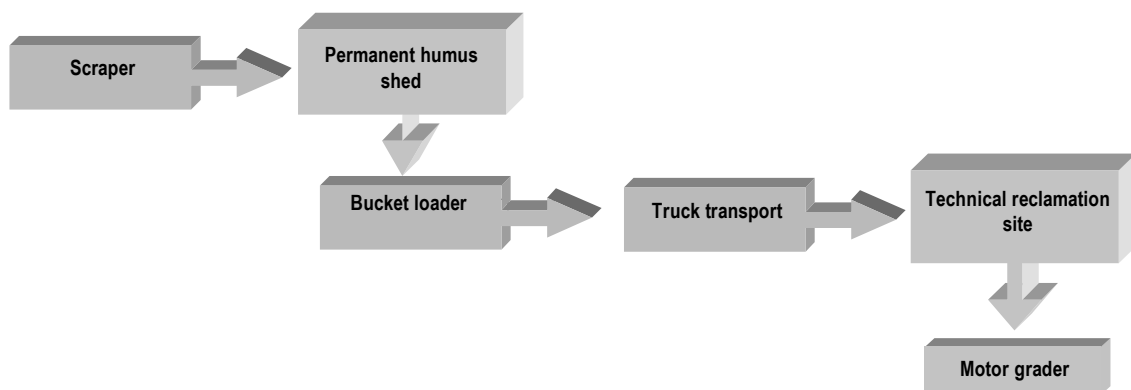 Scraper
Permanent humus
shed
Bucket loader
Truck transport
Technical reclamation
site
Motor grader